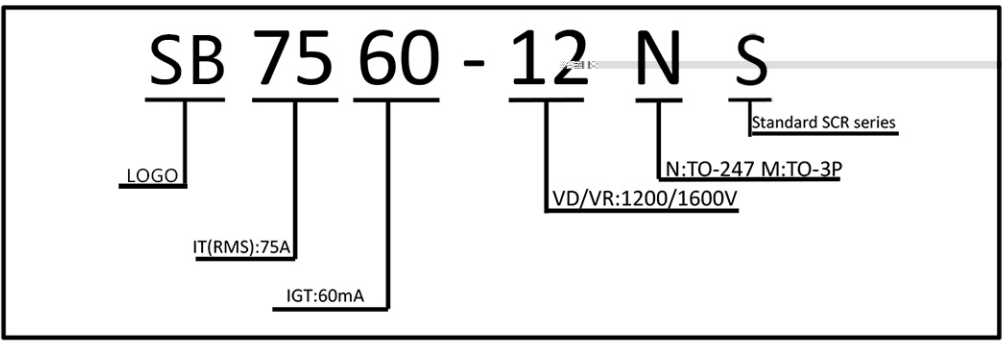 SB 75 60 - 12 N S
Standard SCR series
LOGO
N:TO-247 M:TO-3P
VD/VR:1200/1600V
IT(RMS):75A
IGT:60mA